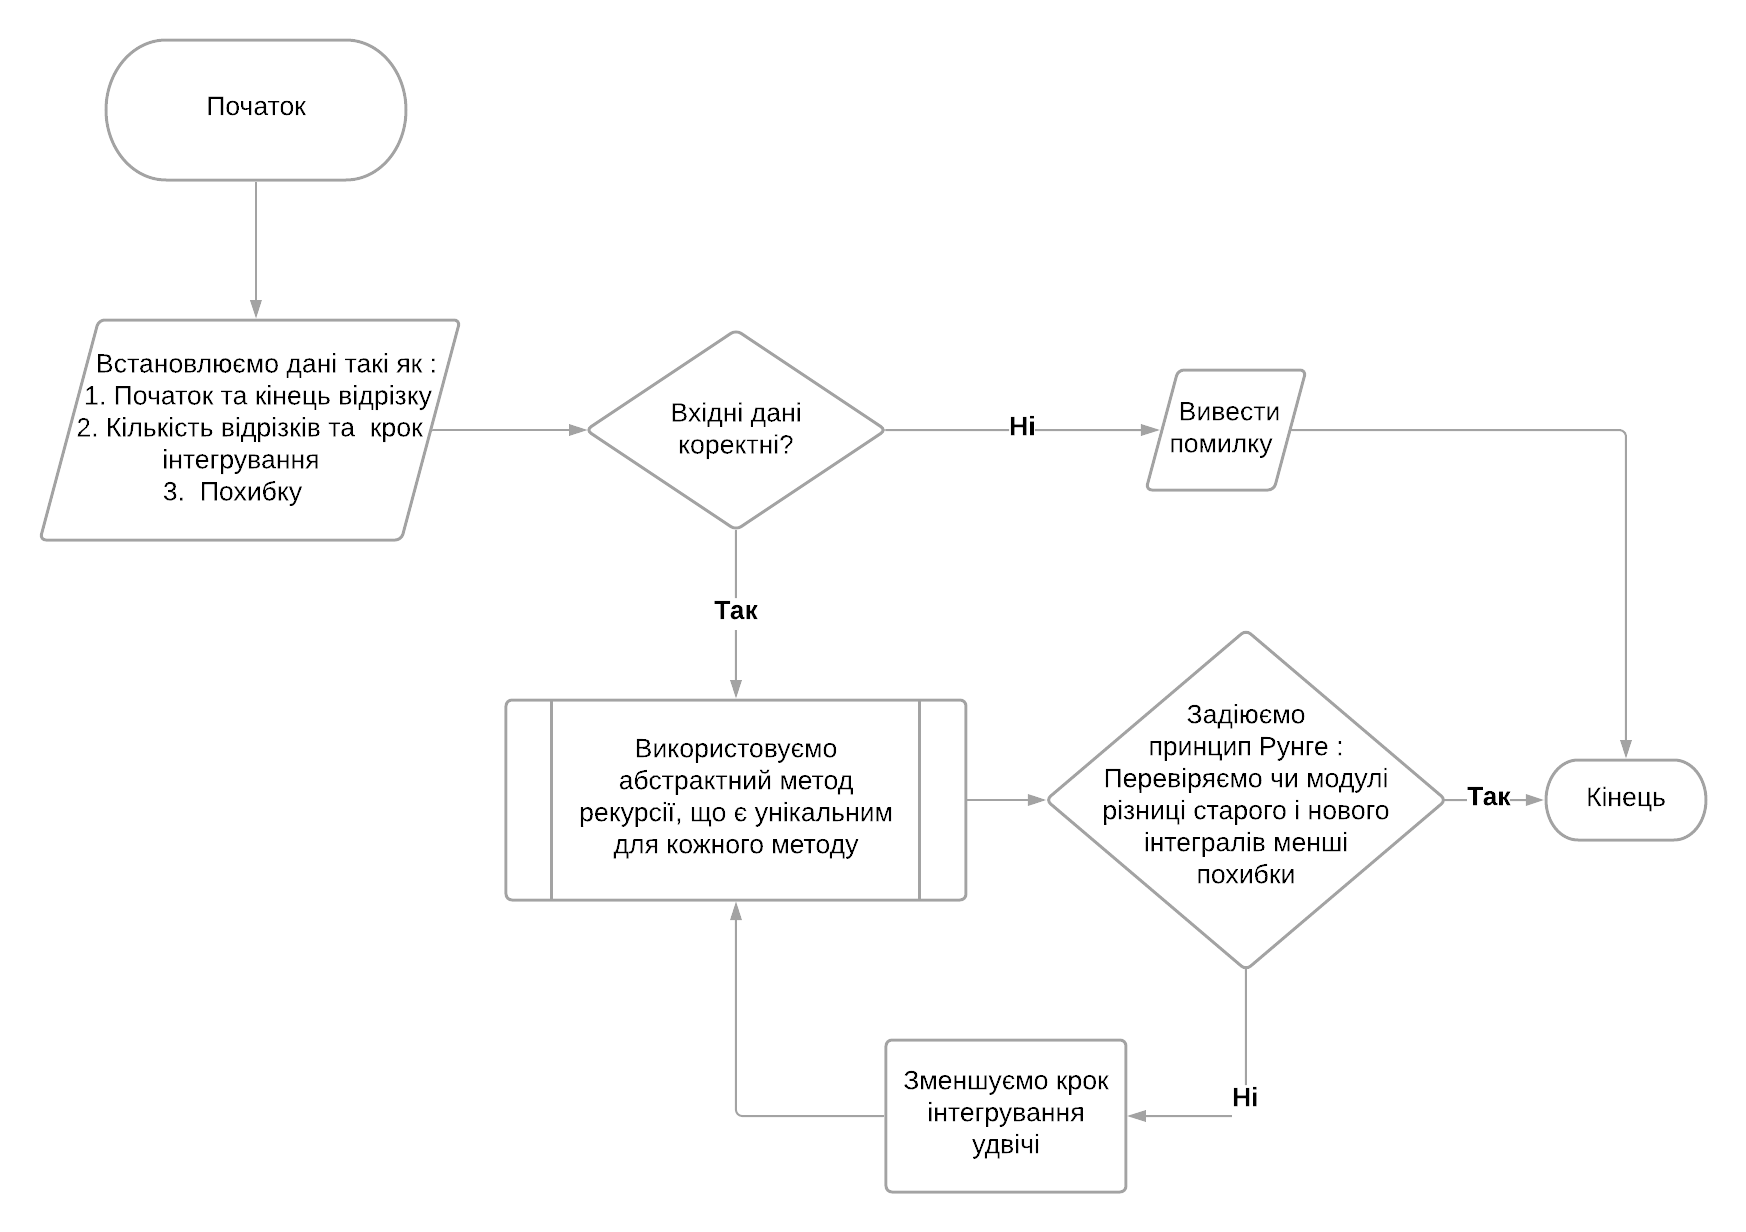 Початок
Встановлюємо дані такі як :
1. Початок та кінець відрізку
2. Кількість відрізків та  крок
інтегрування
3.  Похибку
Вхідні дані
коректні?
Ні
Вивести
помилку
Так
Використовуємо
абстрактний метод
рекурсії, що є унікальним
для кожного методу
Задіюємо
принцип Рунге :
Перевіряємо чи модулі
різниці старого і нового
інтегралів менші
похибки
Так
Кінець
Ні
Зменшуємо крок
інтегрування
удвічі